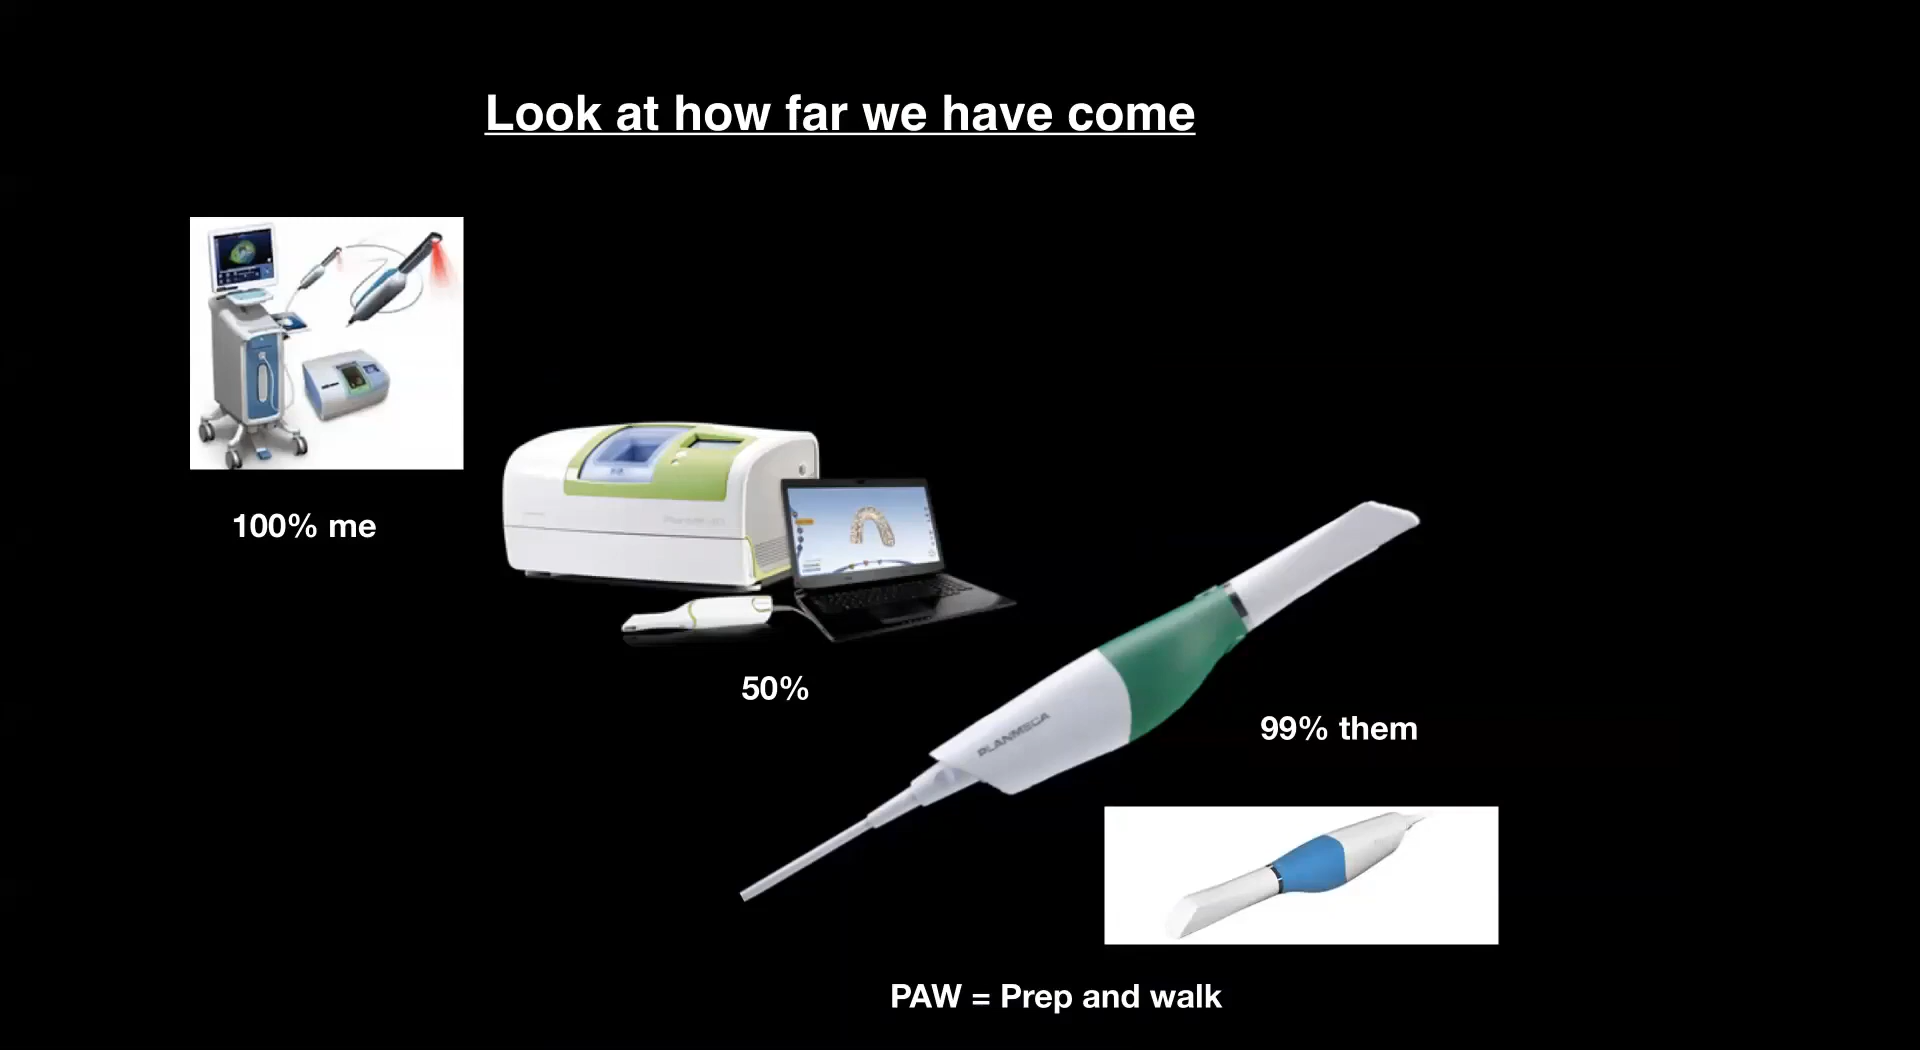 Look at how far we have come
100% me
50%
PLANMECA
99% them
PAW = Prep and walk